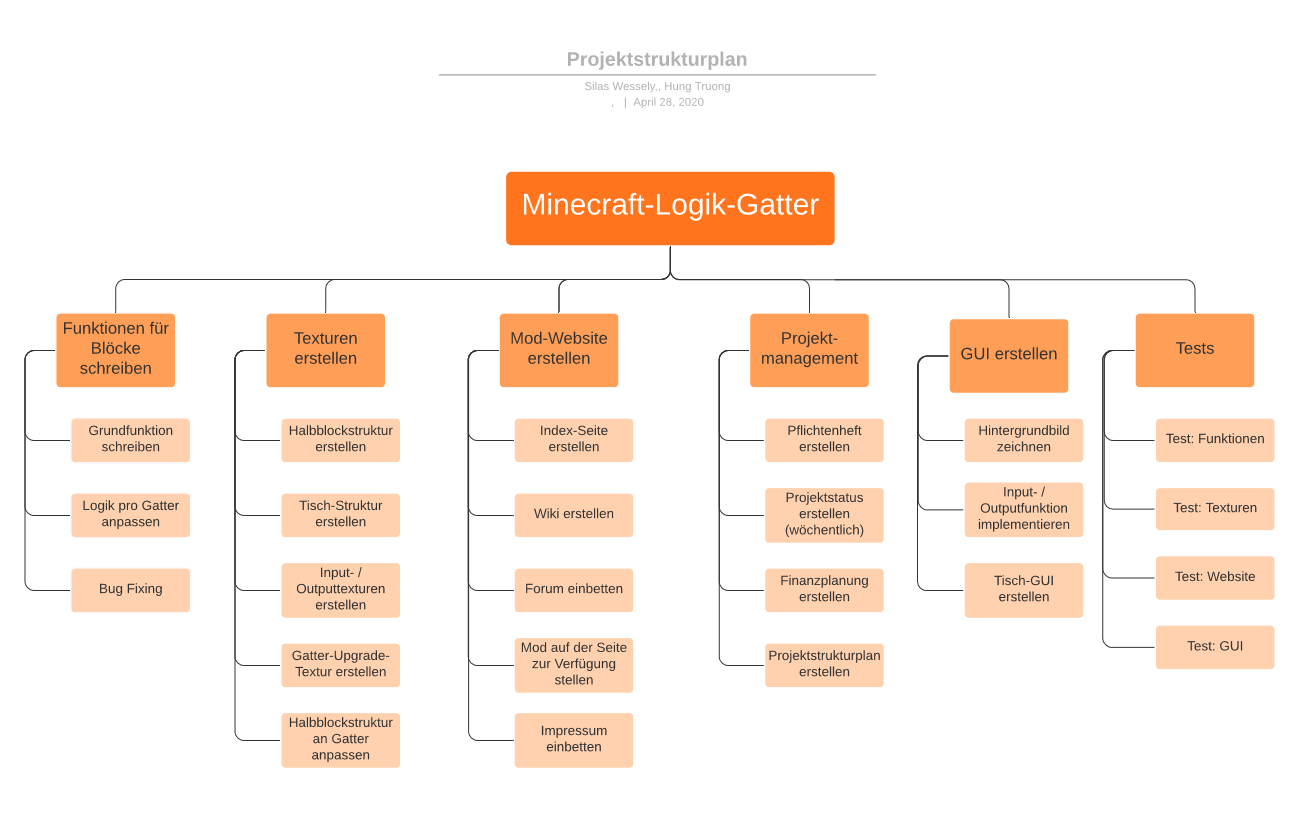 Projektstrukturplan
Silas Wessely,, Hung Truong
, | April 28, 2020
Minecraft-Logik-Gatter
Funktionen für
Blöcke
schreiben
Grundfunktion
schreiben
Logik pro Gatter
anpassen
Bug Fixing
Texturen
erstellen
Halbblockstruktur
erstellen
Tisch-Struktur
erstellen
Input- /
Outputtexturen
erstellen
Gatter-Upgrade-
Textur erstellen
Halbblockstruktur
an Gatter
anpassen
Mod-Website
erstellen
Index-Seite
erstellen
Wiki erstellen
Forum einbetten
Mod auf der Seite
zur Verfügung
stellen
Impressum
einbetten
Projekt-
management
Pflichtenheft
erstellen
Projektstatus
erstellen
(wöchentlich)
Finanzplanung
erstellen
Projektstrukturplan
erstellen
GUI erstellen
Hintergrundbild
zeichnen
Input- /
Outputfunktion
implementieren
Tisch-GUI
erstellen
Tests
Test: Funktionen
Test: Texturen
Test: Website
Test: GUI